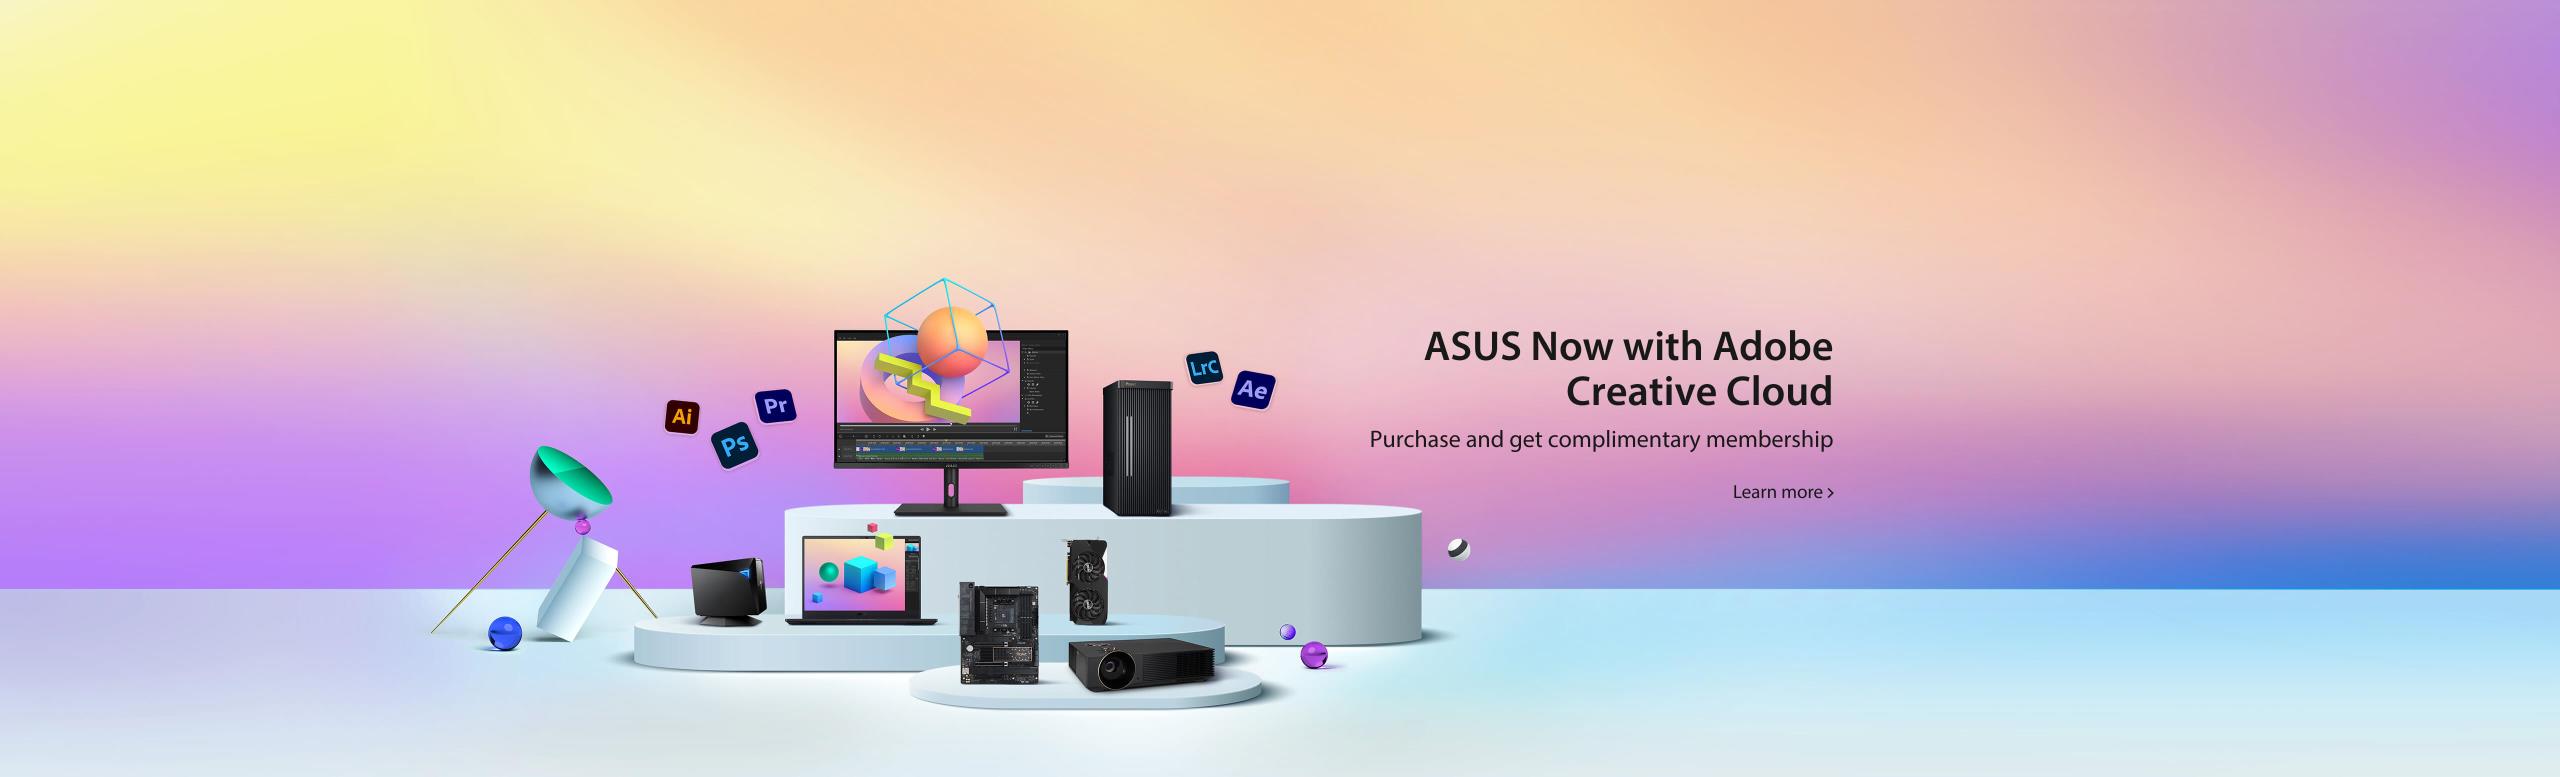 ASUS Now with Adobe
Creative Cloud
Purchase and get complimentary membership
Learn more >
Ai
Ps
Pr
LrC
Ae